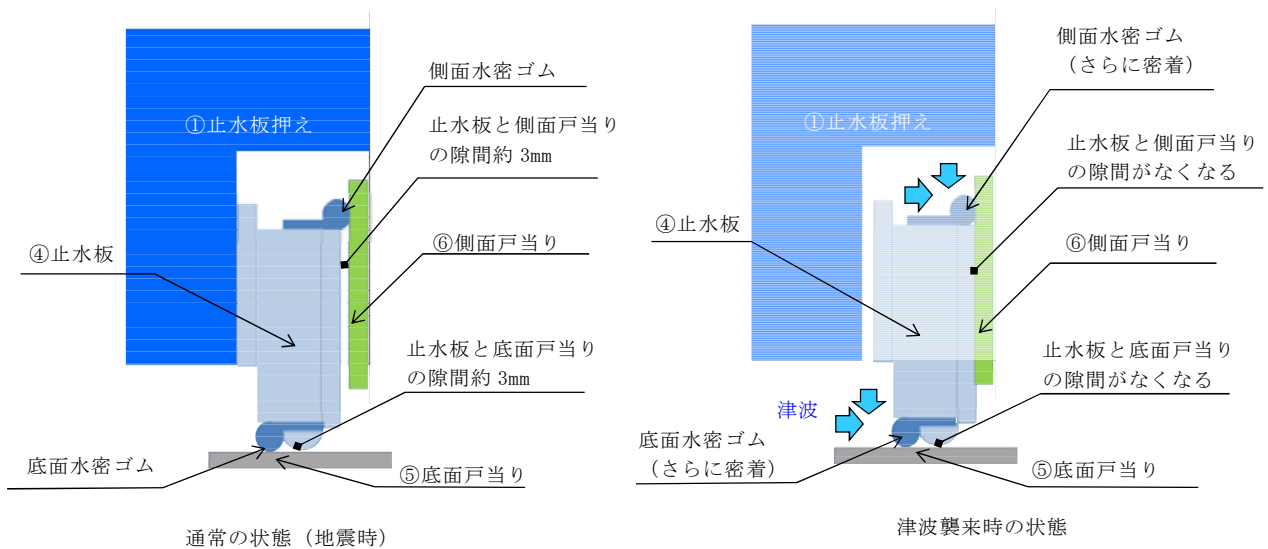 側面水密ゴム
①止水板押え
止水板と側面戸当り
の隙間約 3mm
④止水板
⑥側面戸当り
止水板と底面戸当り
の隙間約 3mm
底面水密ゴム
⑤底面戸当り
通常の状態（地震時）
側面水密ゴム
（さらに密着）
①止水板押え
止水板と側面戸当り
の隙間がなくなる
④止水板
⑥側面戸当り
止水板と底面戸当り
の隙間がなくなる
津波
底面水密ゴム
（さらに密着）
⑤底面戸当り
津波襲来時の状態